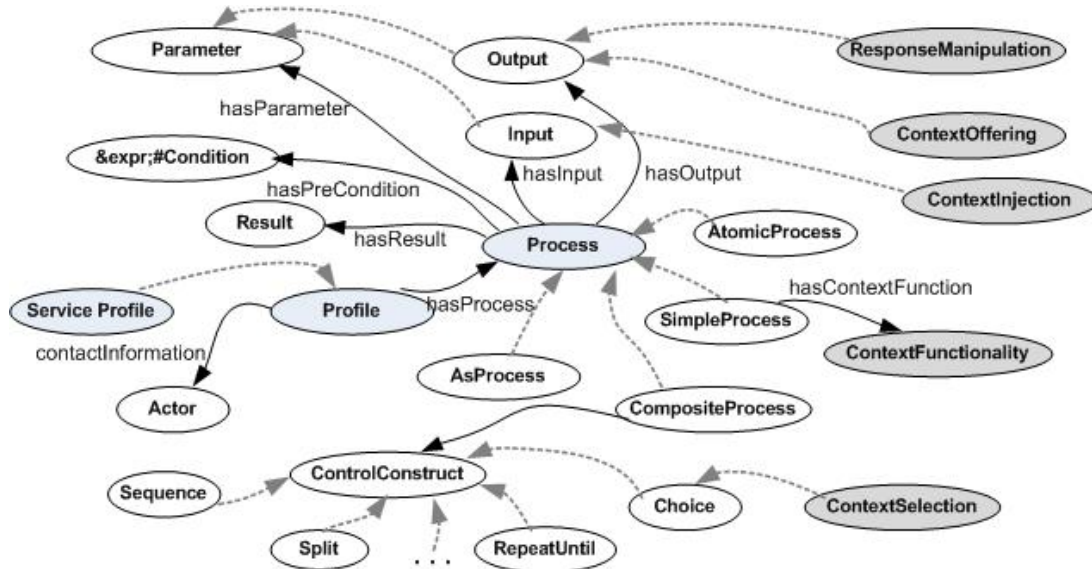 Parameter
Output
ResponseManipulation
hasParameter
Input
ContextOffering
&expr;#Condition
hasInput
hasOutput
hasPreCondition
ContextInjection
Result
hasResult
Process
AtomicProcess
Service Profile
Profile
hasProcess
hasContextFunction
SimpleProcess
contactInformation
ContextFunctionality
AsProcess
Actor
CompositeProcess
ControlConstruct
Sequence
Choice
ContextSelection
Split
. . .
RepeatUntil